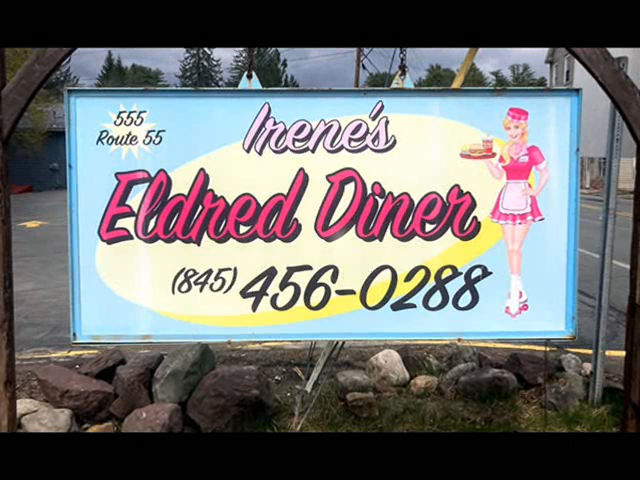 555
Route 55
Irene's
Eldred Diner
(845) 456-0288